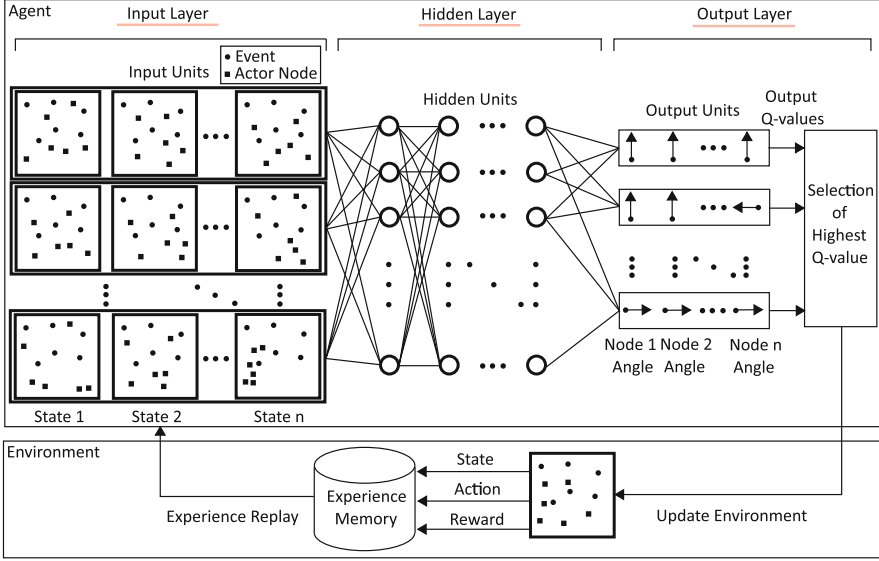 Agent
Input Layer
Hidden Layer
Output Layer
Input Units
Event
Actor Node
Hidden Units
Output Units
Output
Q-values
Selection
of
Highest
Q-value
Node 1
Angle
Node 2
Angle
Node n
Angle
State 1
State 2
State n
Environment
Experience Replay
Experience
Memory
State
Action
Reward
Update Environment